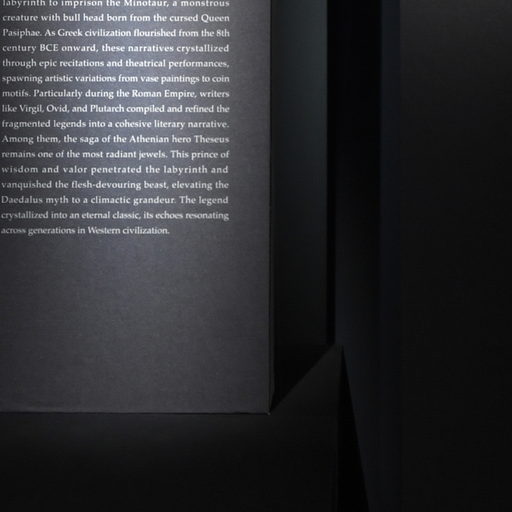 labyrinth to imprison the Minotaur, a monstrous
creature with bull head born from the cursed Queen
Pasiphae. As Greek civilization flourished from the 8th
century BCE onward, these narratives crystallized
through epic recitations and theatrical performances,
spawning artistic variations from vase paintings to coin
motifs. Particularly during the Roman Empire, writers
like Virgil, Ovid, and Plutarch compiled and refined the
fragmented legends into a cohesive literary narrative.
Among them, the saga of the Athenian hero Theseus
remains one of the most radiant jewels. This prince of
wisdom and valor penetrated the labyrinth and
vanquished the flesh-devouring beast, elevating the
Daedalus myth to a climactic grandeur. The legend
crystallized into an eternal classic, its echoes resonating
across generations in Western civilization.